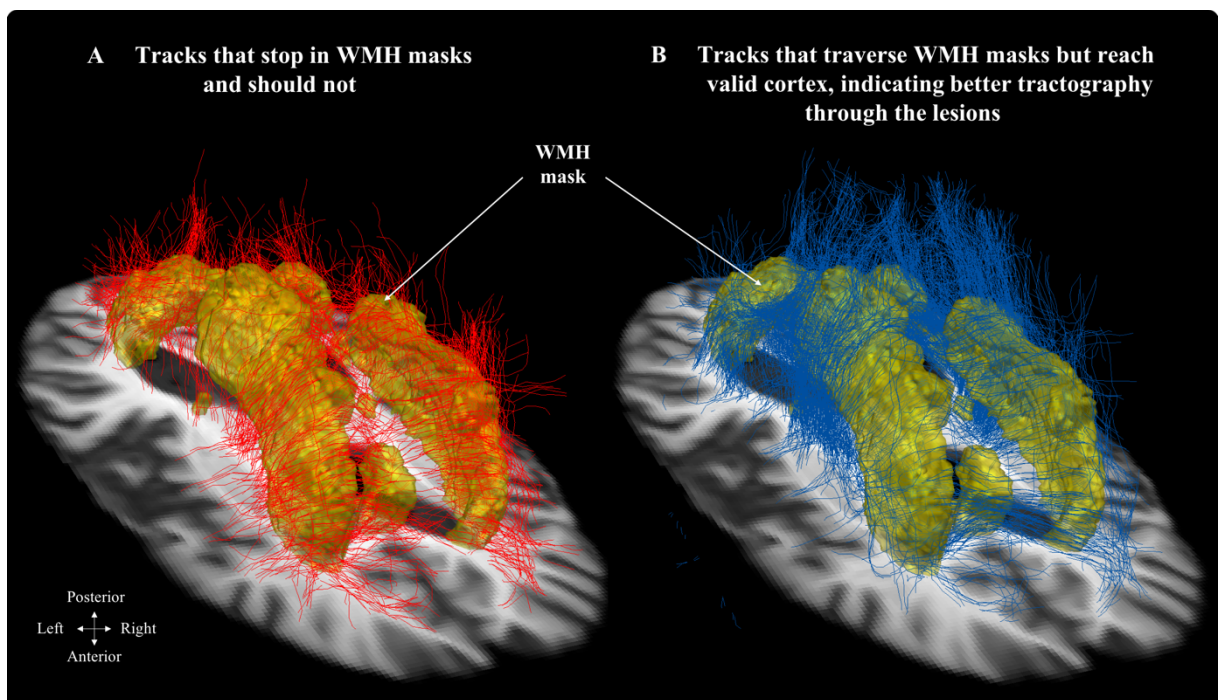 A Tracks that stop in WMH masks
and should not
B Tracks that traverse WMH masks but reach
valid cortex, indicating better tractography
through the lesions
WMH
mask
Posterior
Left Right
Anterior